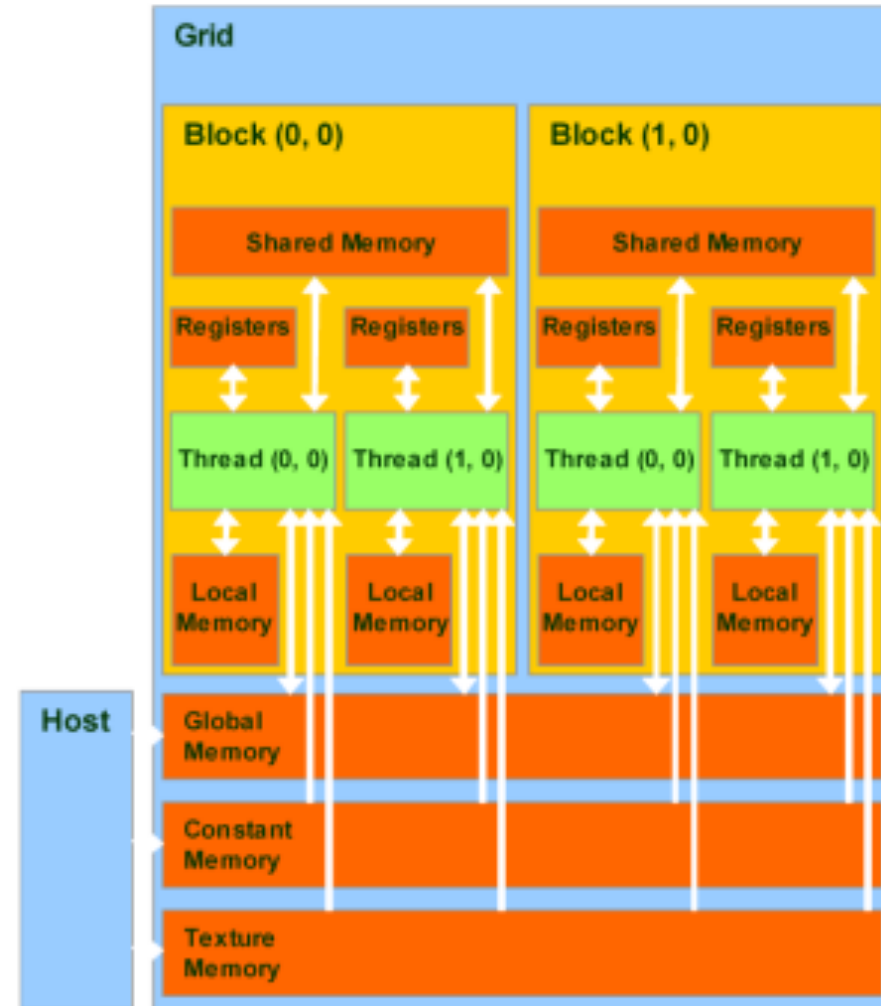 Grid
Block (0, 0)
Block (1, 0)
Shared Memory
Shared Memory
Registers
Registers
Registers
Registers
Thread (0, 0)
Thread (1, 0)
Thread (0, 0)
Thread (1, 0)
Local
Memory
Local
Memory
Local
Memory
Local
Memory
Host
Global
Memory
Constant
Memory
Texture
Memory